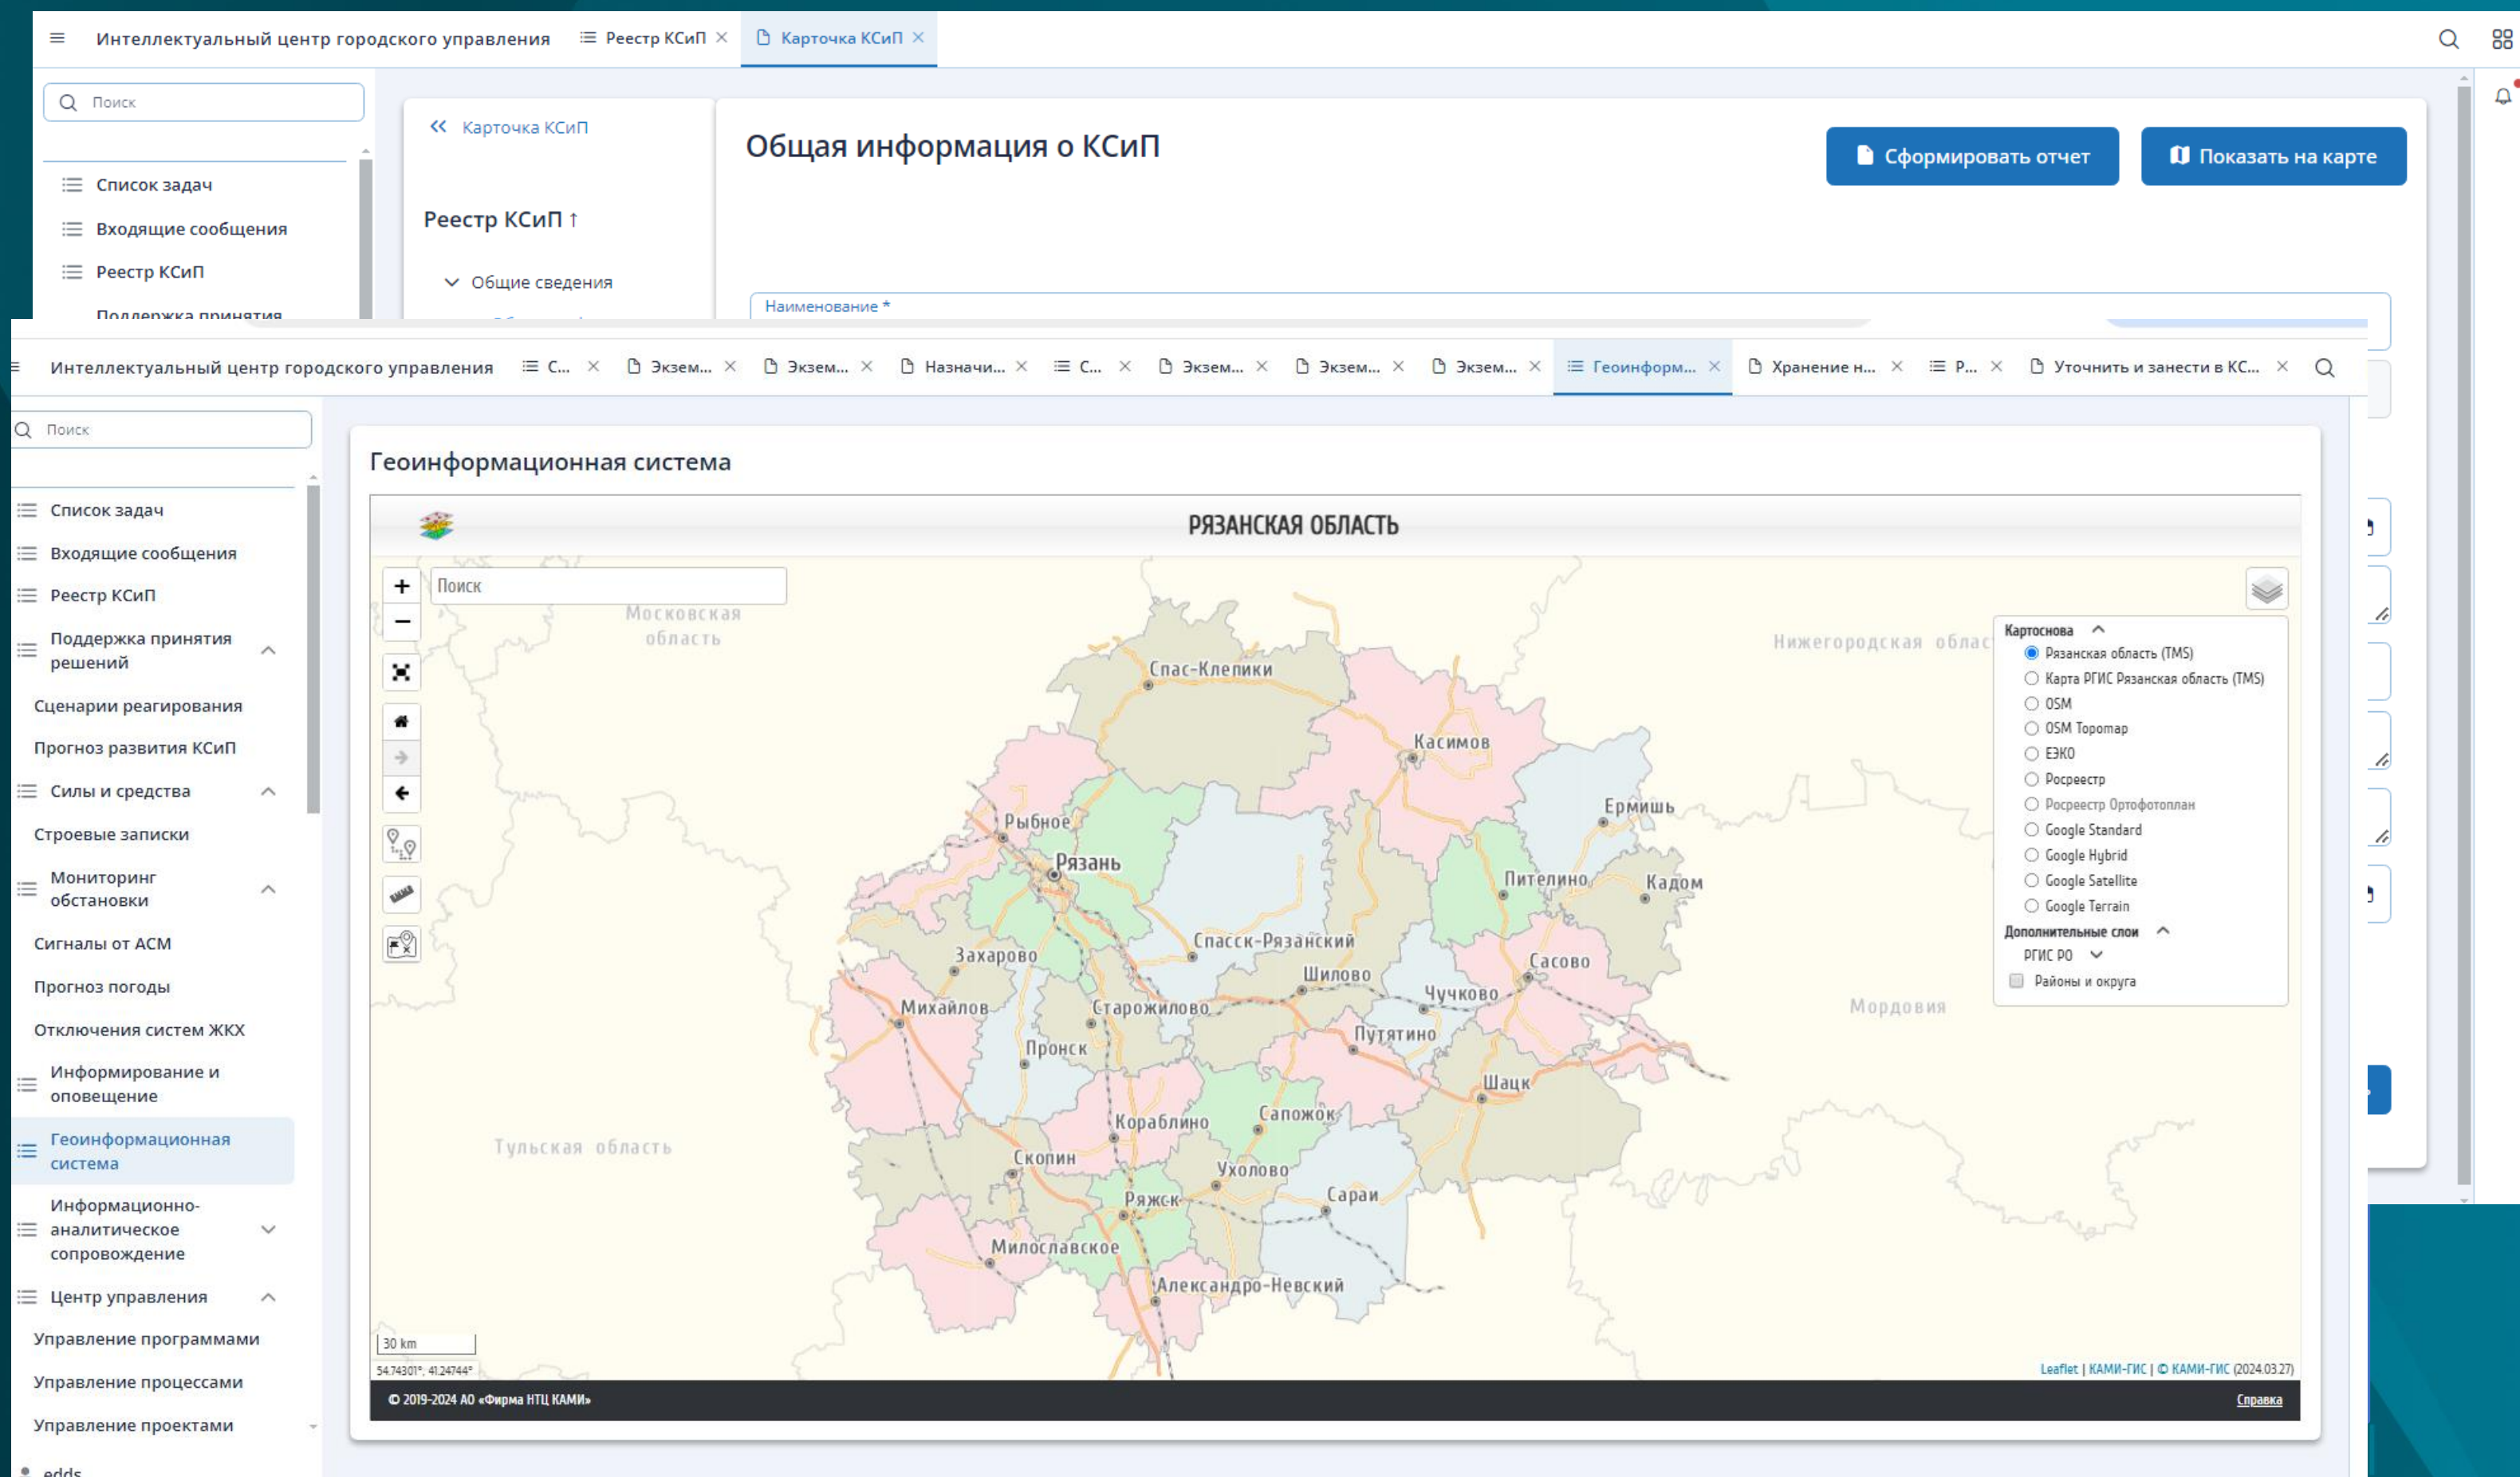 Интеллектуальный центр городского управления
Реестр КСиП
Карточка КСиП
Поиск
Список задач
Входящие сообщения
Реестр КСиП
Поддержка принятия
Карточка КСиП
Реестр КСиП ↑
Общие сведения
Общая информация о КСиП
Сформировать отчет
Показать на карте
Наименование *
Интеллектуальный центр городского управления
С...
Экзем...
Экзем...
Назначи...
С...
Экзем...
Экзем...
Экзем...
Геоинформ...
Хранение н...
Р...
Уточнить и занести в КС...
Поиск
Список задач
Входящие сообщения
Реестр КСиП
Поддержка принятия
решений
Сценарии реагирования
Прогноз развития КСиП
Силы и средства
Строевые записки
Мониторинг
обстановки
Сигналы от АСМ
Прогноз погоды
Отключения систем ЖКХ
Информирование и
оповещение
Геоинформационная
система
Информационно-
аналитическое
сопровождение
Центр управления
Управление программами
Управление процессами
Управление проектами
edds
Геоинформационная система
РЯЗАНСКАЯ ОБЛАСТЬ
Поиск
Московская
область
Нижегородская облас
Спас-Клепики
Касимов
Ермишь
Рыбное
Рязань
Пителино
Кадом
Спасск-Рязанский
Захарово
Шилово
Сасово
Чучково
Михайлов
Старожилово
Мордовия
Путятино
Пронск
Шацк
Сапожок
Кораблино
Тульская область
Скопин
Ухолово
Ряжск
Сараи
Милославское
Александро-Невский
Картоснова
Рязанская область (TMS)
Карта РГИС Рязанская область (TMS)
OSM
OSM Topomap
ЕЭКО
Росреестр
Росреестр Ортофотоплан
Google Standard
Google Hybrid
Google Satellite
Google Terrain
Дополнительные слои
РГИС РО
Районы и округа
30 km
54.74301°; 41.24744°
Leaflet | КАМИ-ГИС | © КАМИ-ГИС (2024.03.27)
© 2019-2024 АО «Фирма НТЦ КАМИ»
Справка